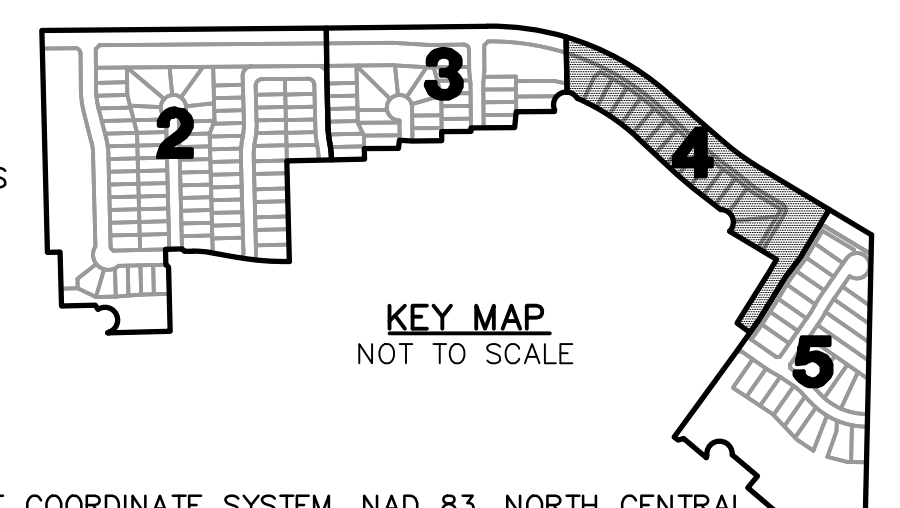 3
2
4
S
KEY MAP
NOT TO SCALE
5
COORDINATE SYSTEM, NAD 83, NORTH CENTRAL